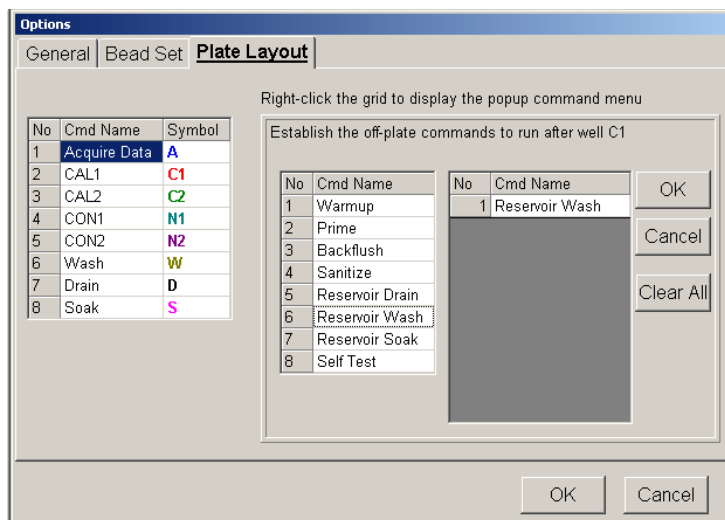 Options
General Bead Set Plate Layout
Right-click the grid to display the popup command menu
No Cmd Name Symbol
1 Acquire Data A
2 CAL1 C1
3 CAL2 C2
4 CON1 N1
5 CON2 N2
6 Wash W
7 Drain D
8 Soak S
Establish the off-plate commands to run after well C1
No Cmd Name
1 Warmup
2 Prime
3 Backflush
4 Sanitize
5 Reservoir Drain
6 Reservoir Wash
7 Reservoir Soak
8 Self Test
No Cmd Name
1 Reservoir Wash
OK
Cancel
Clear All
OK Cancel